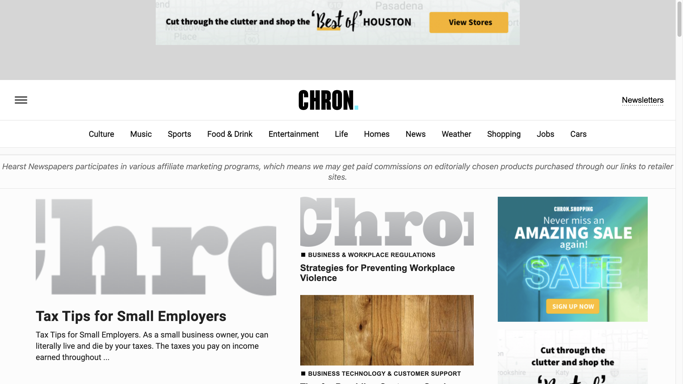 Pasadena
Cut through the clutter and shop the 'Best of' HOUSTON
View Stores
Place
CHRON.
Newsletters
Culture Music Sports Food & Drink Entertainment Life Homes News Weather Shopping Jobs Cars
Hearst Newspapers participates in various affiliate marketing programs, which means we may get paid commissions on editorially chosen products purchased through our links to retailer
sites.
Chro
Tax Tips for Small Employers
Tax Tips for Small Employers. As a small business owner, you can
literally live and die by your taxes. The taxes you pay on income
earned throughout ...
Chron
BUSINESS & WORKPLACE REGULATIONS
Strategies for Preventing Workplace
Violence
BUSINESS TECHNOLOGY & CUSTOMER SUPPORT
CHRON.SHOPPING
Never miss an
AMAZING SALE
again!
SALE
SIGN UP NOW
Katy
Cut through the
clutter and shop the